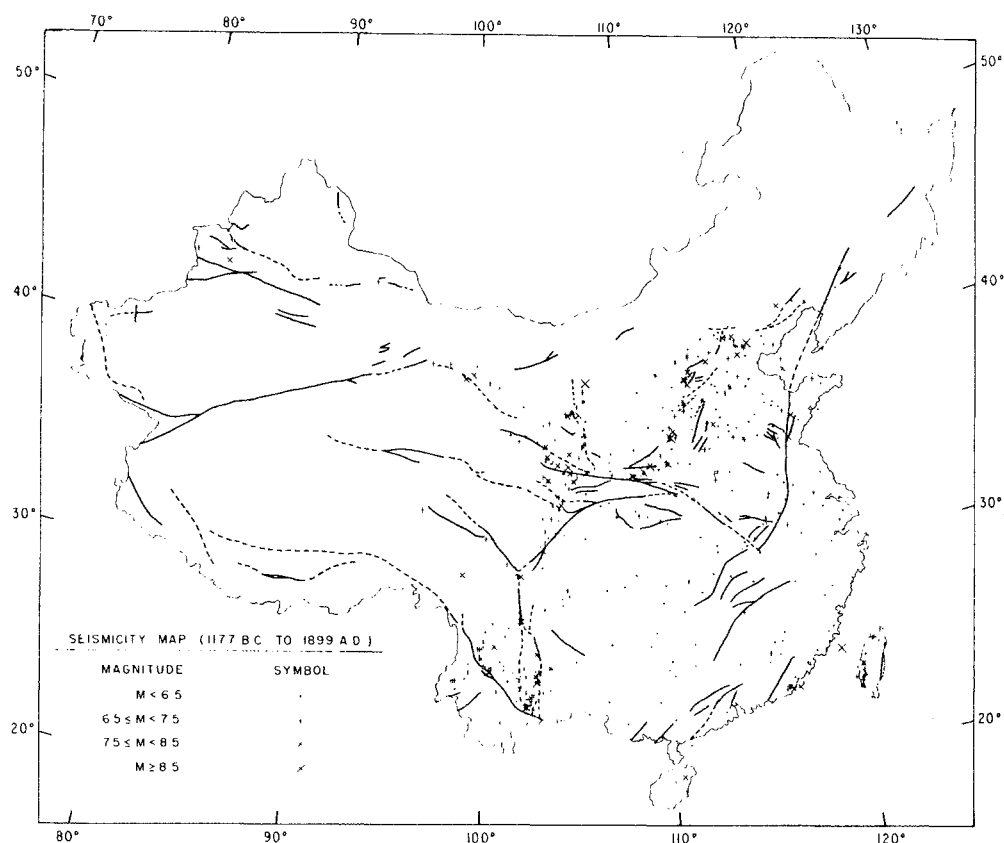 70° 80° 90° 100° 110° 120° 130°
50° 50°
40° 40°
30° 30°
SEISMICITY MAP (1177 B.C. TO 1899 A.D.)
MAGNITUDE SYMBOL
M < 6.5
6.5 ≤ M < 7.5
20° 20°
7.5 ≤ M < 8.5
M ≥ 8.5
80° 90° 100° 110° 120°